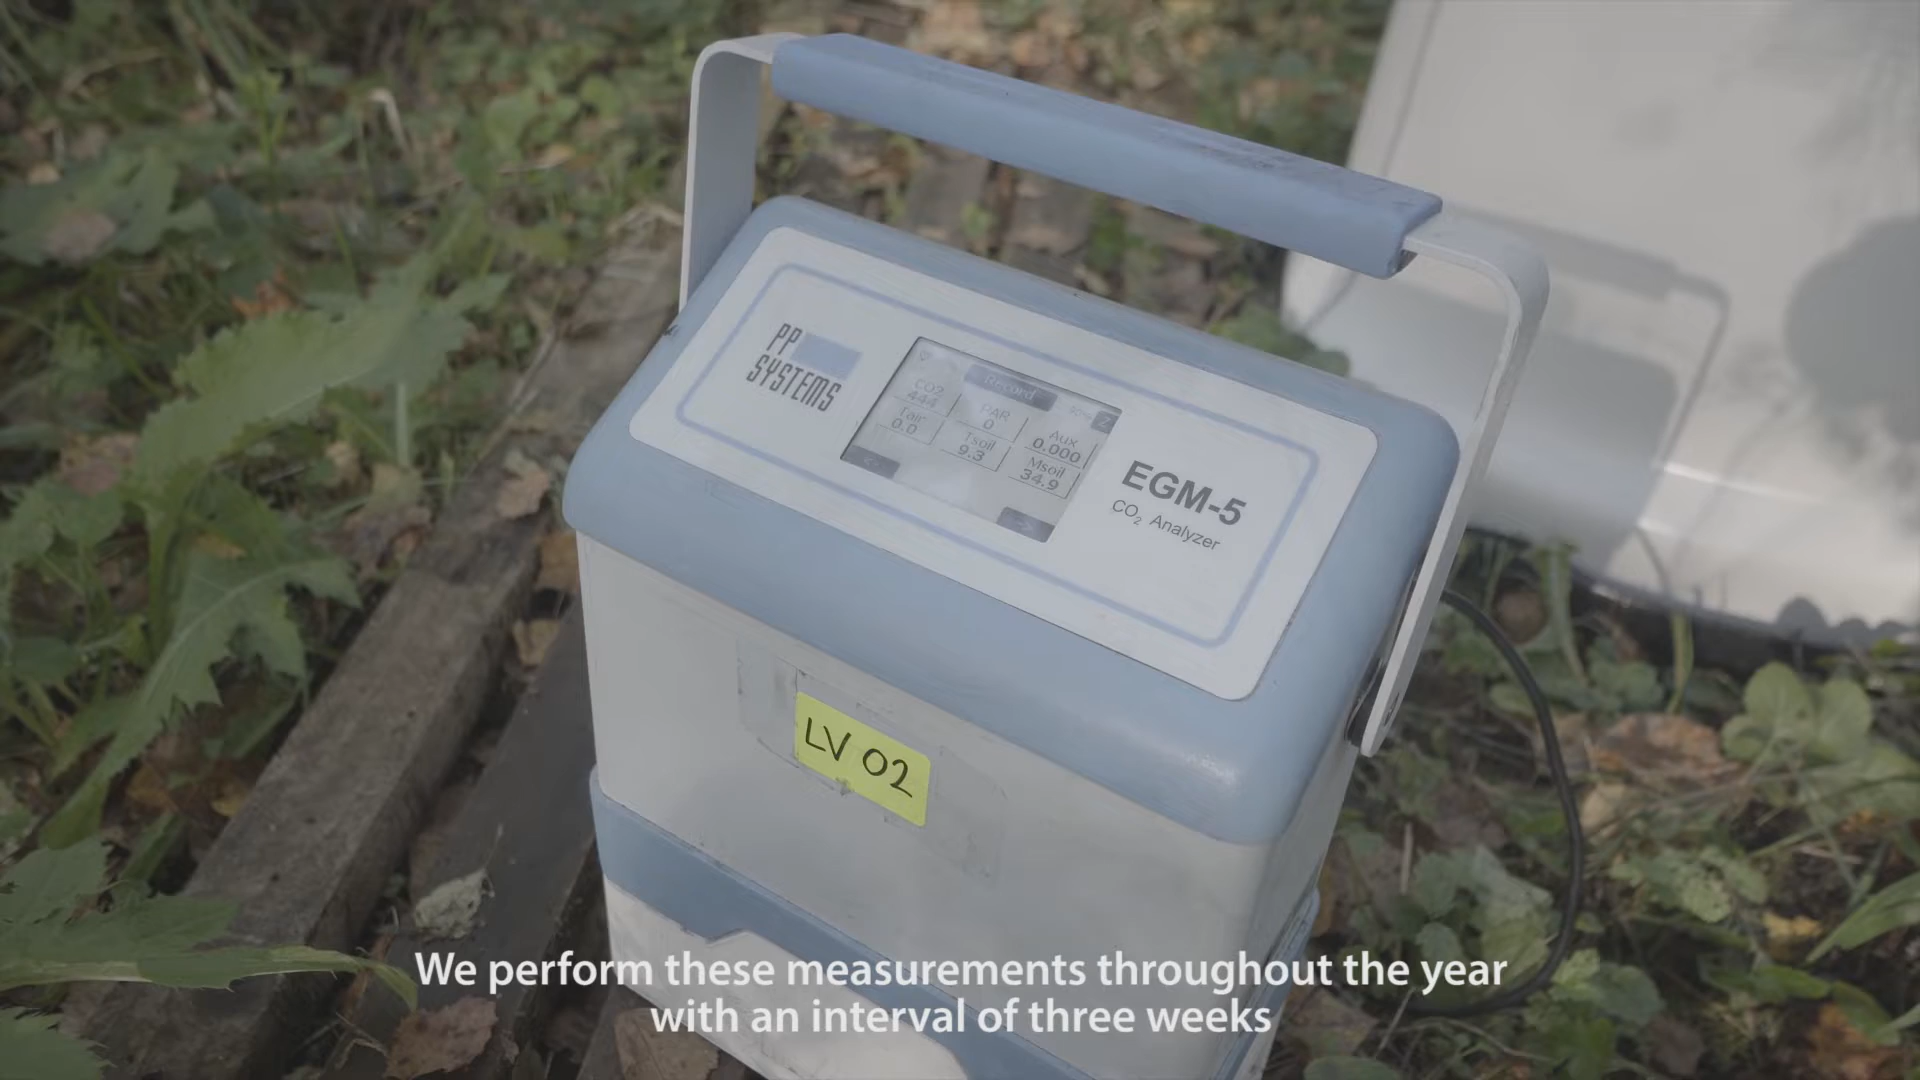 PP
SYSTEMS
Record
CO2
444
PAR
0
Aux
0.000
Tair
0.0
Tsoil
9.3
Msoil
34.9
EGM-5
CO₂ Analyzer
LV 02
We perform these measurements throughout the year
with an interval of three weeks